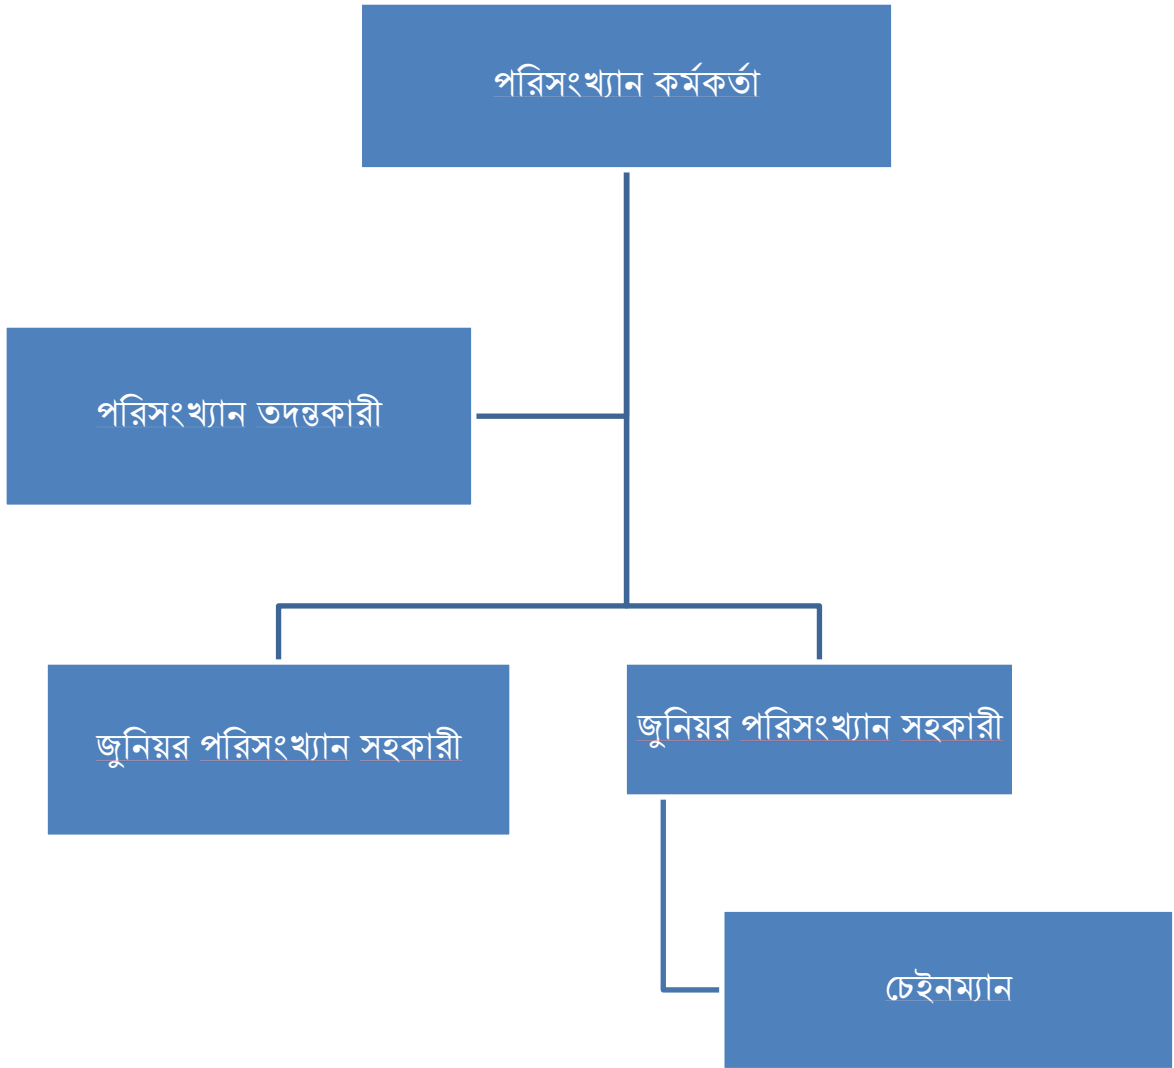 পরিসংখ্যান কর্মকর্তা
পরিসংখ্যান তদন্তকারী
জুনিয়র পরিসংখ্যান সহকারী
জুনিয়র পরিসংখ্যান সহকারী
চেইনম্যান